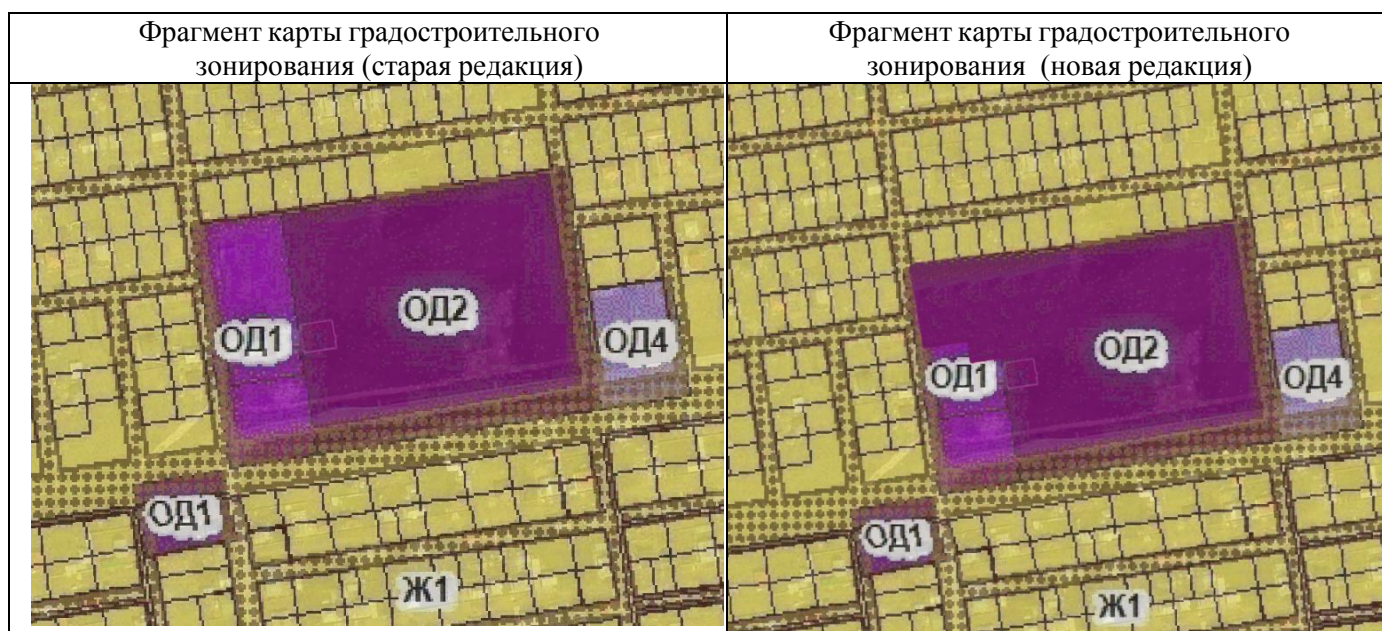 Фрагмент карты градостроительного
зонирования (старая редакция)
Фрагмент карты градостроительного
зонирования (новая редакция)
ОД2
ОД1
ОД4
ОД1
Ж1
ОД2
ОД1
ОД4
ОД1
Ж1